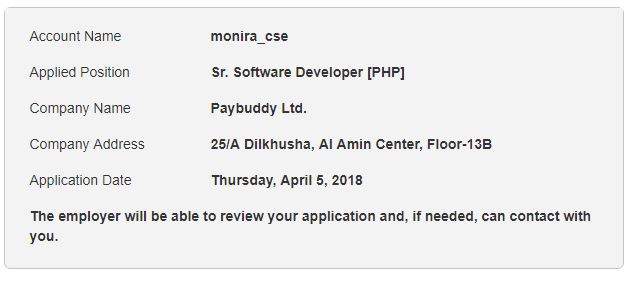 Account Name monira_cse
Applied Position Sr. Software Developer [PHP]
Company Name Paybuddy Ltd.
Company Address 25/A Dilkhusha, Al Amin Center, Floor-13B
Application Date Thursday, April 5, 2018
The employer will be able to review your application and, if needed, can contact with
you.